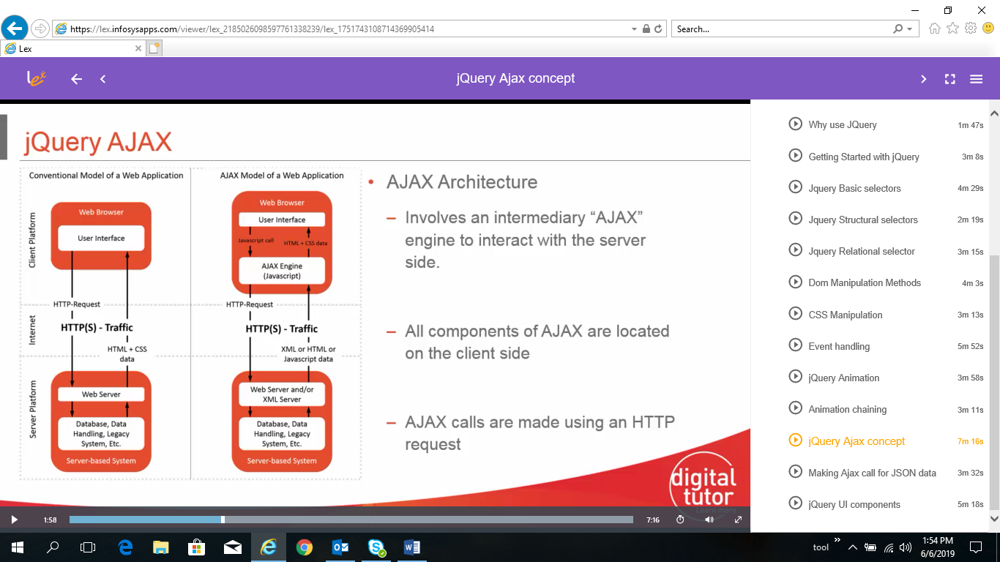 https://lex.infosysapps.com/viewer/lex_2185026098597761338239/lex_1751743108714369905414
Search...
Lex
lex
jQuery Ajax concept
jQuery AJAX
Conventional Model of a Web Application
AJAX Model of a Web Application
Client Platform
Internet
Server Platform
Web Browser
User Interface
HTTP-Request
HTTP(S) - Traffic
HTML + CSS
data
Web Server
Database, Data
Handling, Legacy
System, Etc.
Server-based System
Web Browser
User Interface
Javascript call
HTML + CSS data
AJAX Engine
(Javascript)
HTTP-Request
HTTP(S) - Traffic
XML or HTML or
Javascript data
Web Server and/or
XML Server
Database, Data
Handling, Legacy
System, Etc.
Server-based System
• AJAX Architecture
– Involves an intermediary “AJAX”
engine to interact with the server
side.
– All components of AJAX are located
on the client side
– AJAX calls are made using an HTTP
request
digital
tutor
Learn more
1:58
7:16
Why use JQuery 1m 47s
Getting Started with jQuery 3m 8s
Jquery Basic selectors 4m 29s
Jquery Structural selectors 2m 19s
Jquery Relational selector 3m 15s
Dom Manipulation Methods 4m 3s
CSS Manipulation 3m 13s
Event handling 5m 52s
jQuery Animation 3m 58s
Animation chaining 3m 11s
jQuery Ajax concept 7m 16s
Making Ajax call for JSON data 3m 32s
jQuery UI components 5m 18s
tool
1:54 PM
6/6/2019